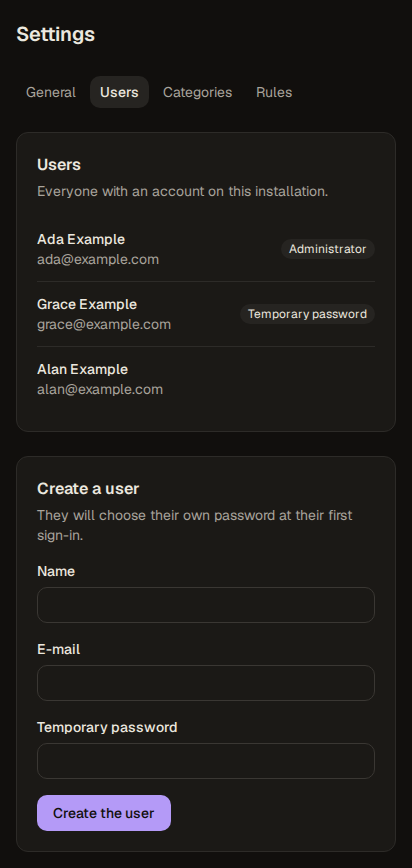 Settings
General Users Categories Rules
Users
Everyone with an account on this installation.
Ada Example
ada@example.com
Administrator
Grace Example
grace@example.com
Temporary password
Alan Example
alan@example.com
Create a user
They will choose their own password at their first
sign-in.
Name
E-mail
Temporary password
Create the user